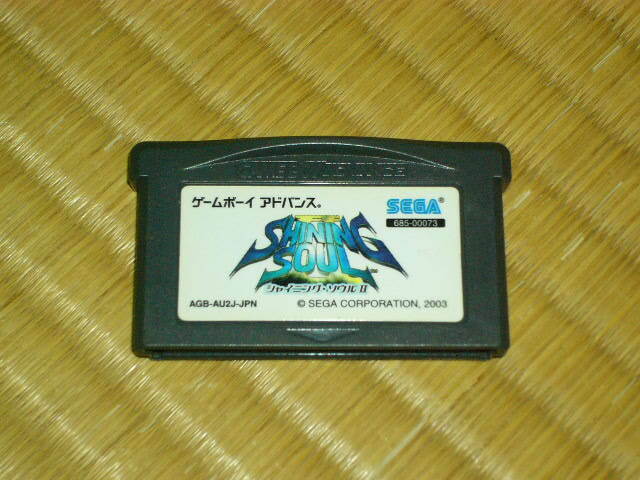 GAME BOY ADVANCE
ゲームボーイ アドバンス®
SEGA
685-00073
SHINING
SOUL
TM
シャイニング・ソウルⅡ
AGB-AU2J-JPN
© SEGA CORPORATION, 2003